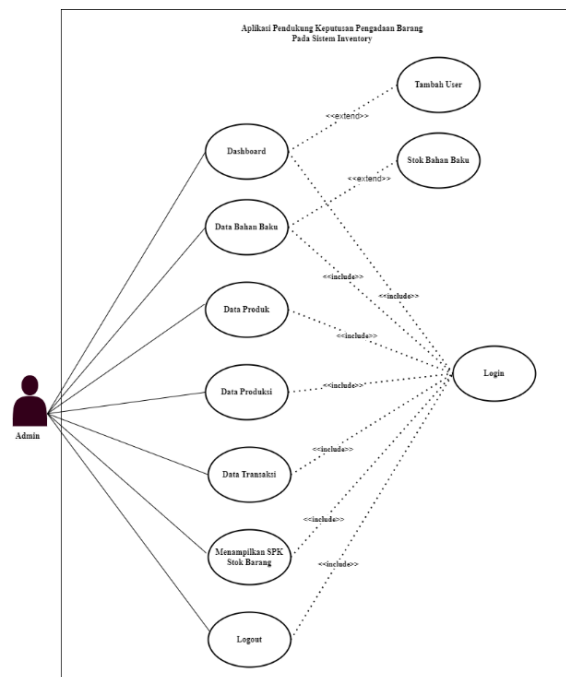 Aplikasi Pendukung Keputusan Pengadaan Barang
Pada Sistem Inventory
Tambah User
<<extend>>
Dashboard
Stok Bahan Baku
<<extend>>
Data Bahan Baku
<<include>>
<<include>>
Data Produk
<<include>>
Login
Data Produksi
<<include>>
Admin
<<include>>
Data Transaksi
<<include>>
Menampilkan SPK
Stok Barang
<<include>>
Logout